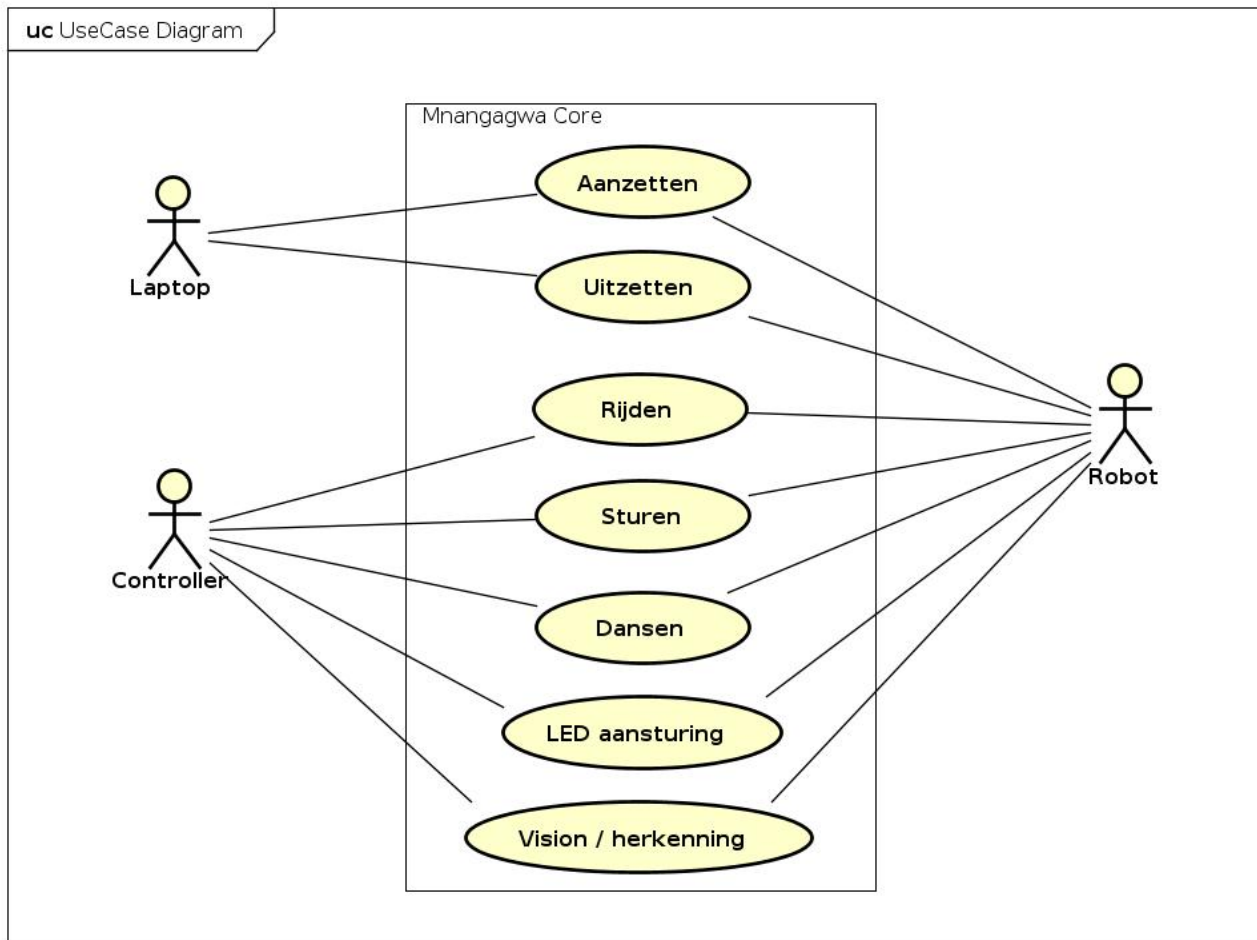 uc UseCase Diagram
Mnangagwa Core
Aanzetten
Laptop
Uitzetten
Rijden
Robot
Sturen
Controller
Dansen
LED aansturing
Vision / herkenning